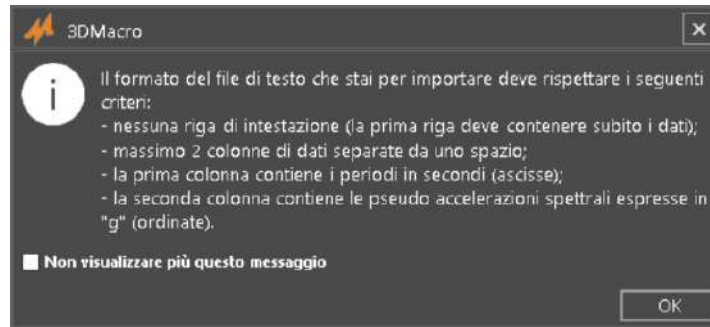 3DMacro
Il formato del file di testo che stai per importare deve rispettare i seguenti
criteri:
- nessuna riga di intestazione (la prima riga deve contenere subito i dati);
- massimo 2 colonne di dati separate da uno spazio;
- la prima colonna contiene i periodi in secondi (ascisse);
- la seconda colonna contiene le pseudo accelerazioni spettrali espresse in
"g" (ordinate).
Non visualizzare più questo messaggio
OK